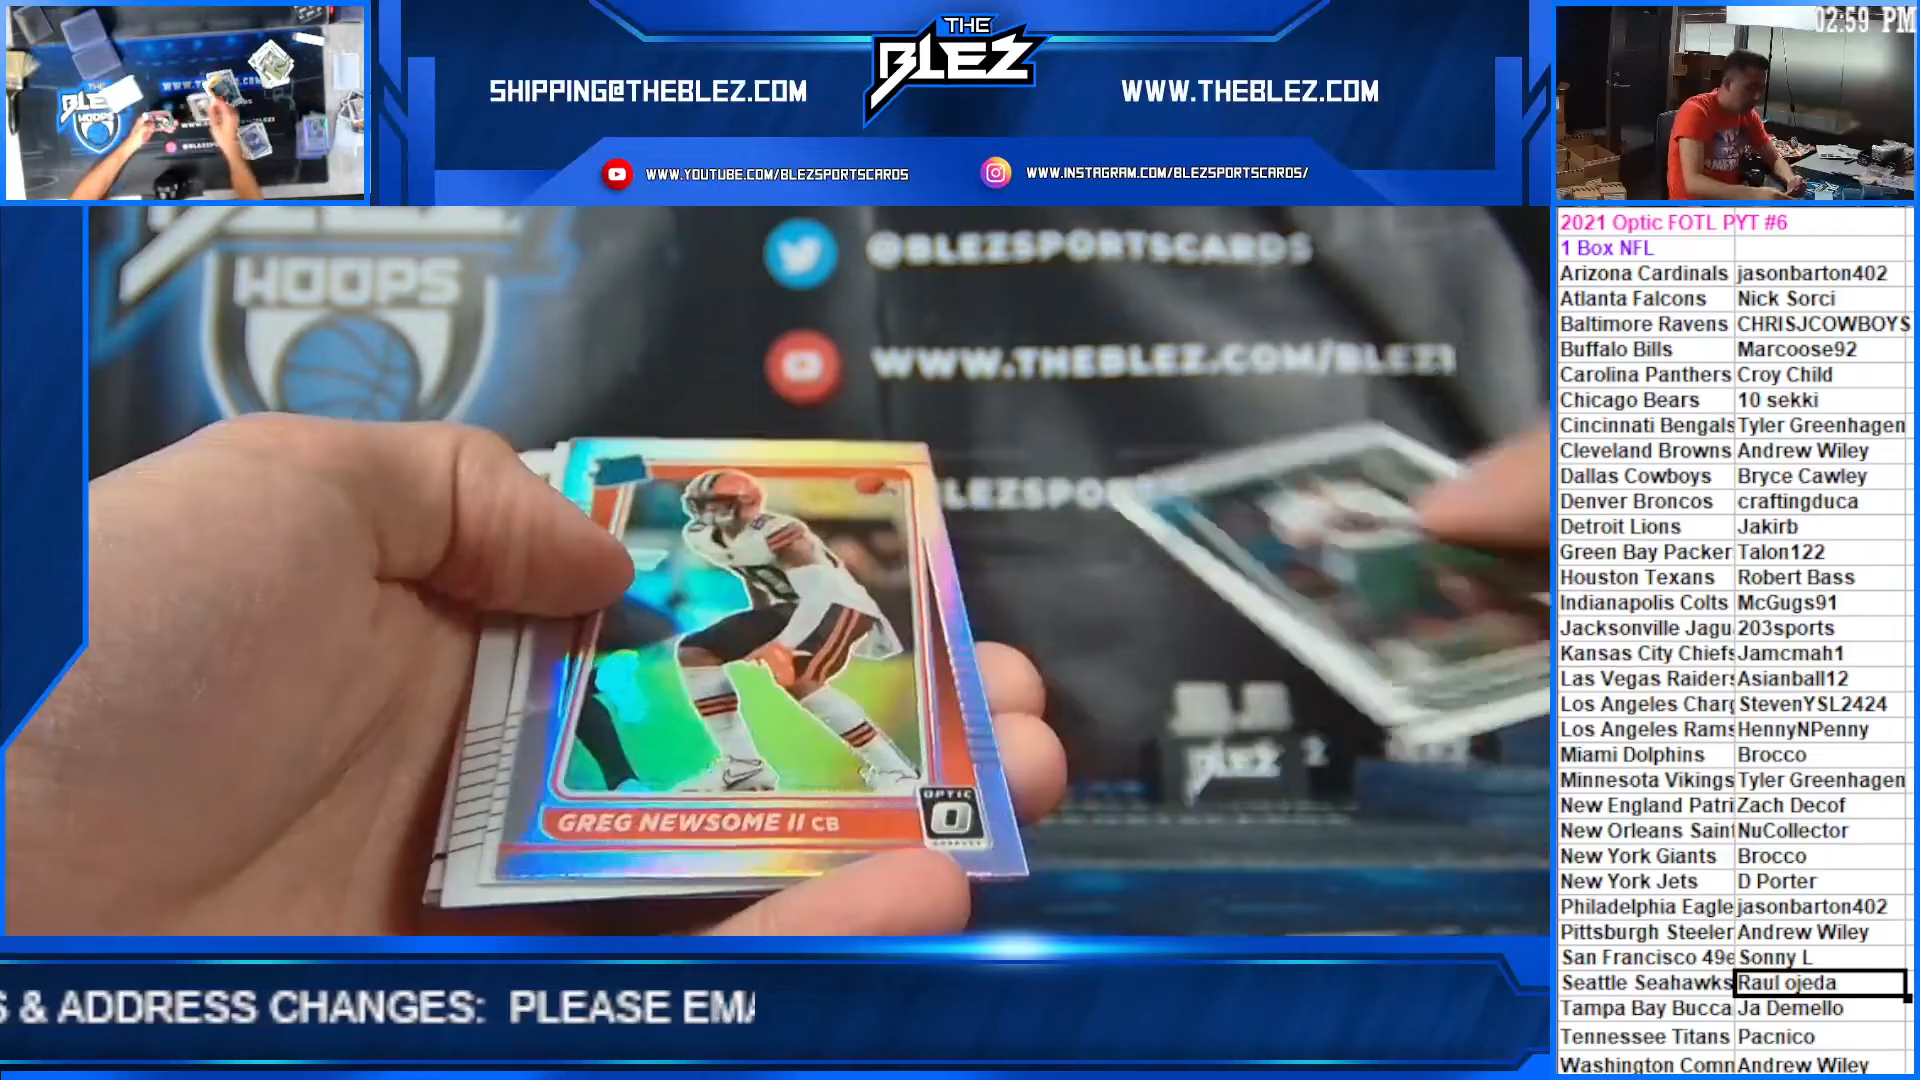 THE
BLEZ
SHIPPING@THEBLEZ.COM
WWW.THEBLEZ.COM
WWW.YOUTUBE.COM/BLEZSPORTSCARDS
WWW.INSTAGRAM.COM/BLEZSPORTSCARDS/
02:59 PM
HOOPS
@BLEZSPORTSCARDS
WWW.THEBLEZ.COM/BLEZ1
GREG NEWSOME II CB
OPTIC
2021 Optic FOTL PYT #6
1 Box NFL
Arizona Cardinals jasonbarton402
Atlanta Falcons Nick Sorci
Baltimore Ravens CHRISJCOWBOYS
Buffalo Bills Marcoose92
Carolina Panthers Croy Child
Chicago Bears 10 sekki
Cincinnati Bengals Tyler Greenhagen
Cleveland Browns Andrew Wiley
Dallas Cowboys Bryce Cawley
Denver Broncos craftingduca
Detroit Lions Jakirb
Green Bay Packer Talon122
Houston Texans Robert Bass
Indianapolis Colts McGugs91
Jacksonville Jagu 203sports
Kansas City Chiefs Jamcmah1
Las Vegas Raiders Asianball12
Los Angeles Charg StevenYSL2424
Los Angeles Rams HennyNPenny
Miami Dolphins Brocco
Minnesota Vikings Tyler Greenhagen
New England Patri Zach Decof
New Orleans Saint NuCollector
New York Giants Brocco
New York Jets D Porter
Philadelphia Eagle jasonbarton402
Pittsburgh Steeler Andrew Wiley
San Francisco 49e Sonny L
Seattle Seahawks Raul ojeda
Tampa Bay Bucca Ja Demello
Tennessee Titans Pacnico
Washington Comm Andrew Wiley
S & ADDRESS CHANGES: PLEASE EMA